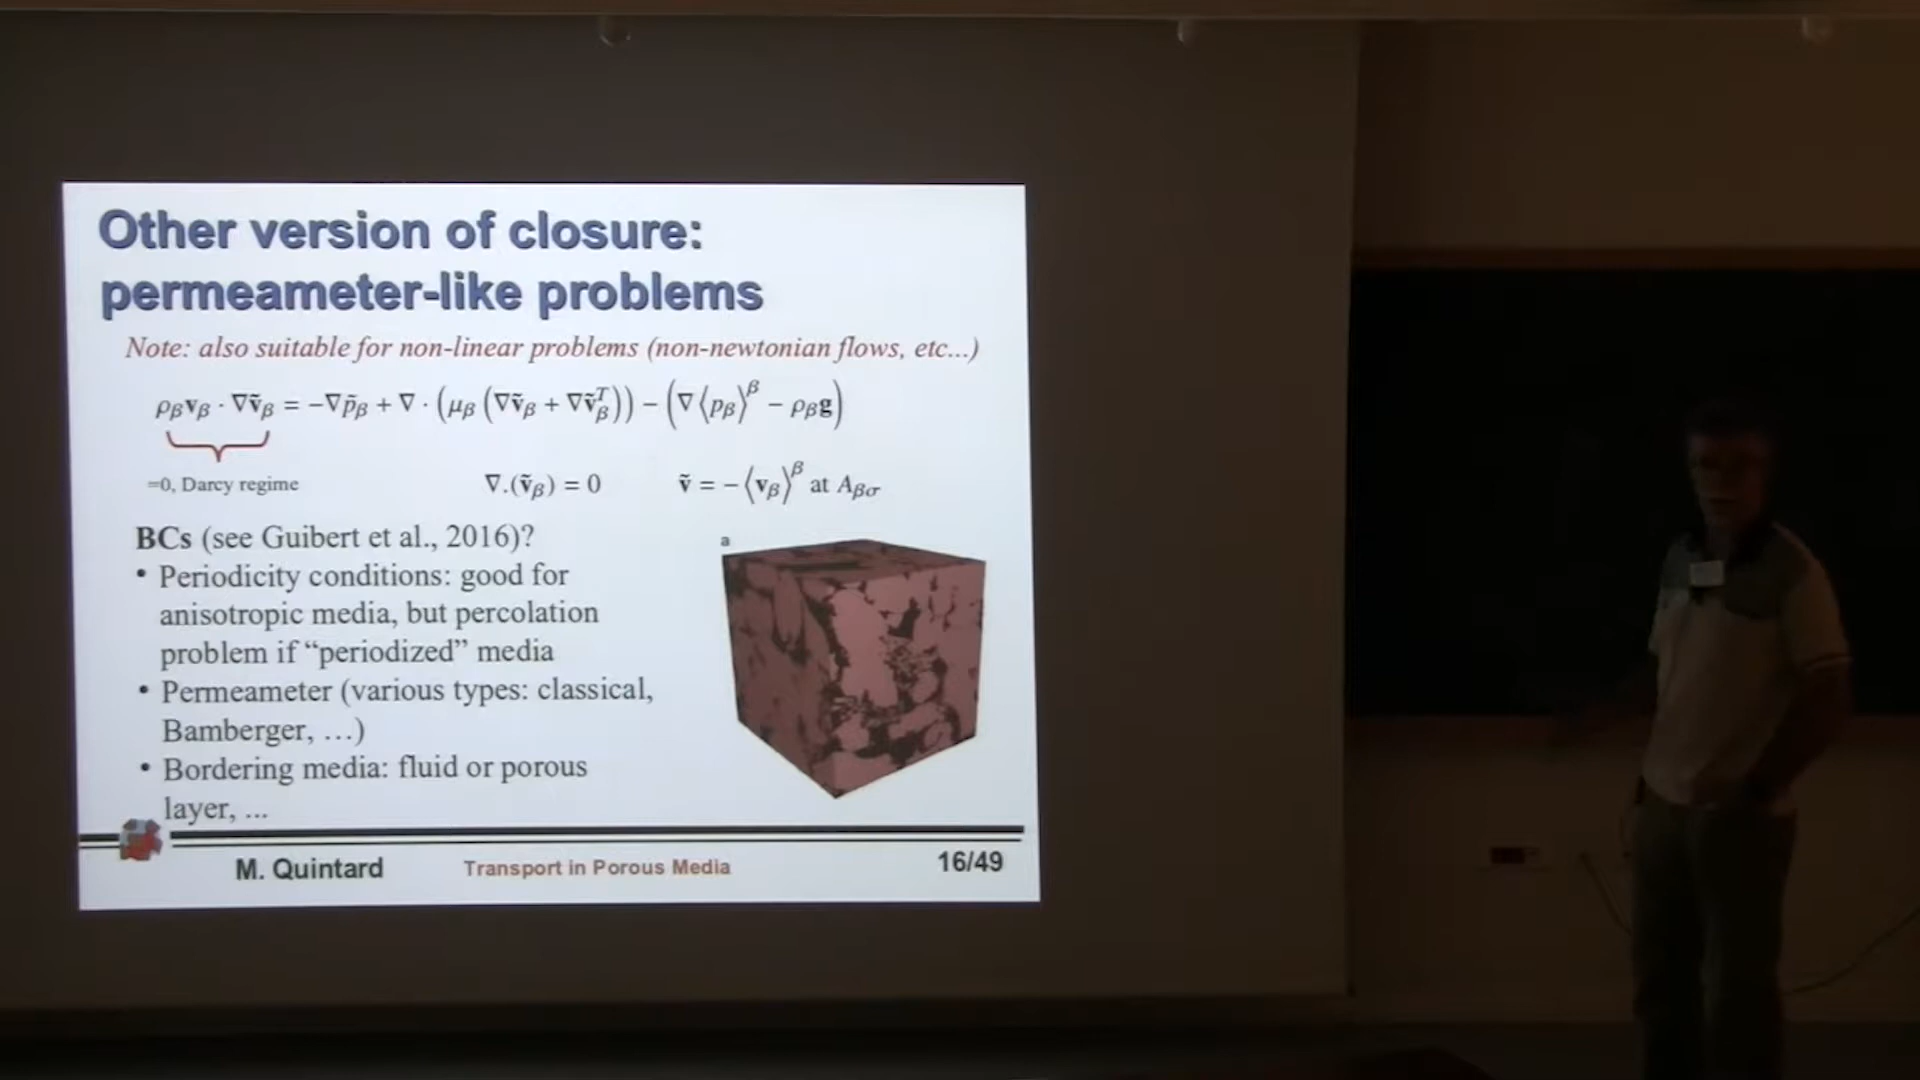 Other version of closure:
permeameter-like problems
Note: also suitable for non-linear problems (non-newtonian flows, etc...)
ρ_β v_β · ∇ṽ_β = −∇p̃_β + ∇ · (μ_β (∇ṽ_β + ∇ṽ_β^T)) − (∇⟨p_β⟩^β − ρ_β g)
=0, Darcy regime
∇.(ṽ_β) = 0
ṽ = −⟨v_β⟩^β at A_βσ
BCs (see Guibert et al., 2016)?
• Periodicity conditions: good for
anisotropic media, but percolation
problem if “periodized” media
• Permeameter (various types: classical,
Bamberger, …)
• Bordering media: fluid or porous
layer, ...
a
M. Quintard
Transport in Porous Media
16/49